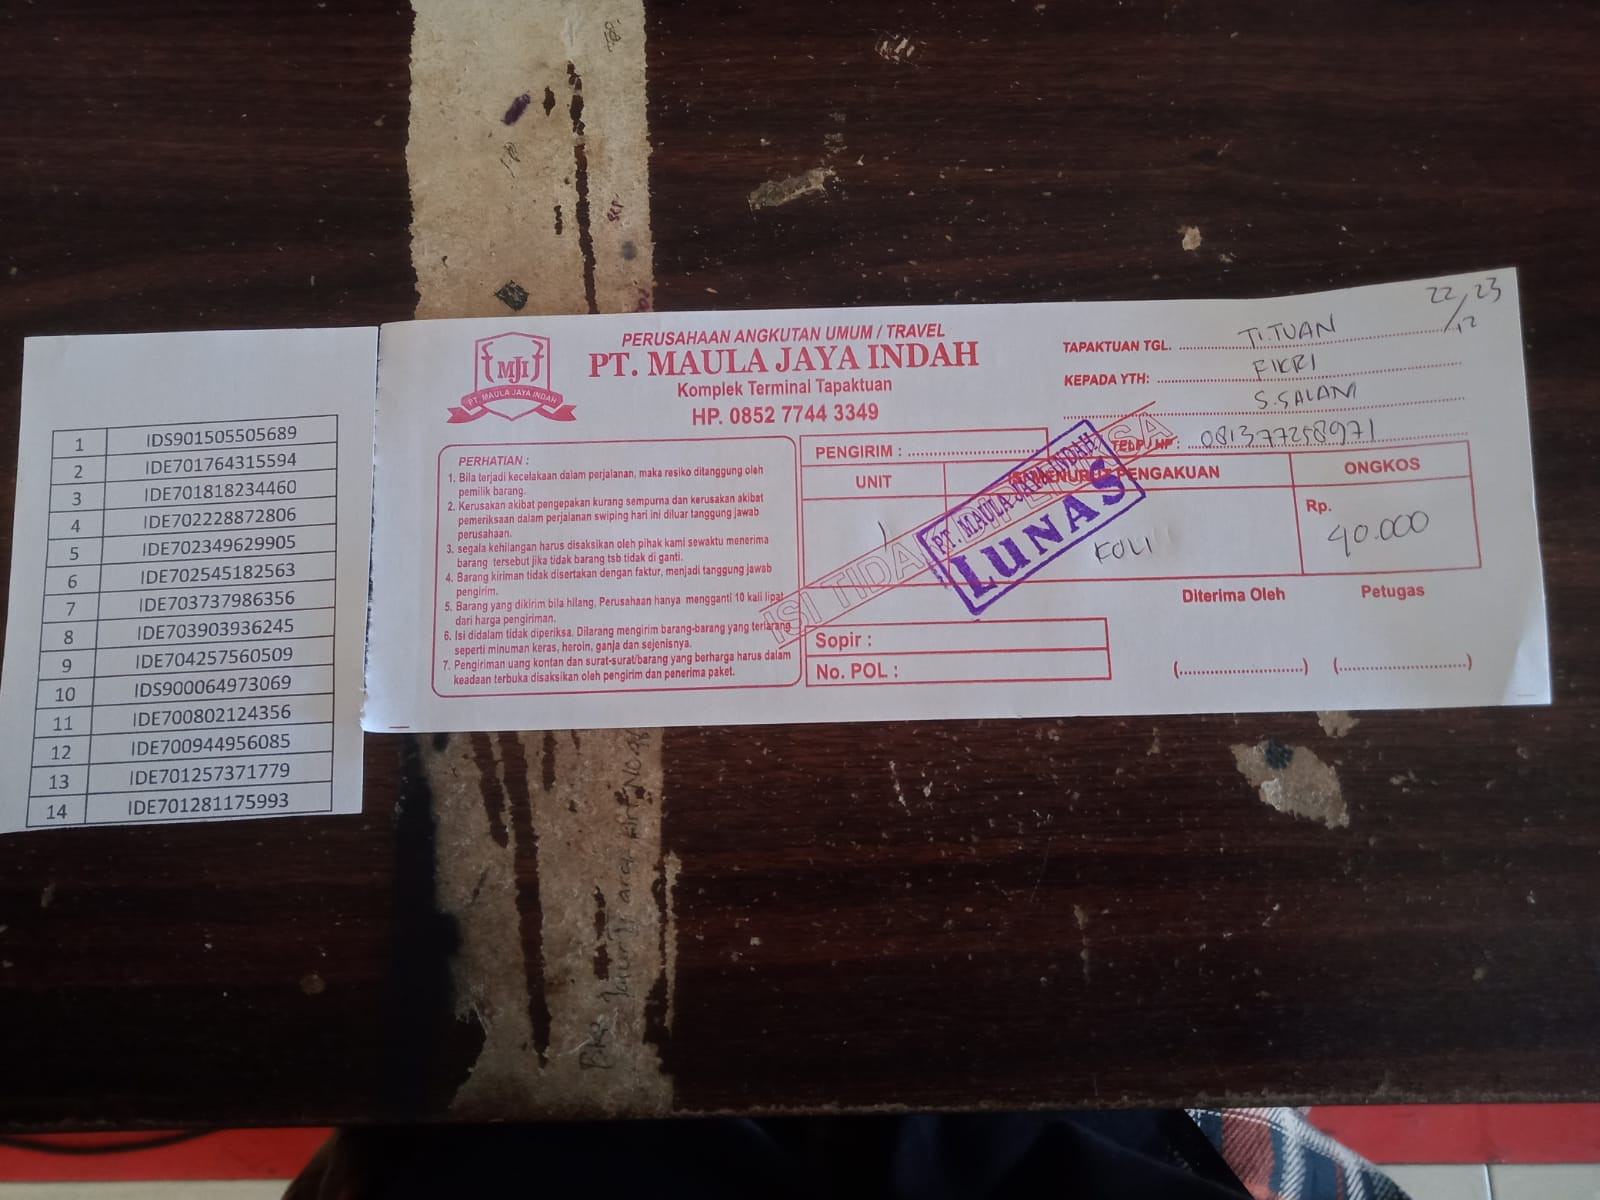 1 IDS901505505689
2 IDE701764315594
3 IDE701818234460
4 IDE702228872806
5 IDE702349629905
6 IDE702545182563
7 IDE703737986356
8 IDE703903936245
9 IDE704257560509
10 IDS900064973069
11 IDE700802124356
12 IDE700944956085
13 IDE701257371779
14 IDE701281175993
MJI
PT. MAULA JAYA INDAH
PERUSAHAAN ANGKUTAN UMUM / TRAVEL
PT. MAULA JAYA INDAH
Komplek Terminal Tapaktuan
HP. 0852 7744 3349
22/23
12
TAPAKTUAN TGL. TI.TUAN
KEPADA YTH: FIKRI
S.SALAM
TELP / HP : 081377258971
PERHATIAN :
1. Bila terjadi kecelakaan dalam perjalanan, maka resiko ditanggung oleh
pemilik barang.
2. Kerusakan akibat pengepakan kurang sempurna dan kerusakan akibat
pemeriksaan dalam perjalanan swiping hari ini diluar tanggung jawab
perusahaan.
3. segala kehilangan harus disaksikan oleh pihak kami sewaktu menerima
barang tersebut jika tidak barang tsb tidak di ganti.
4. Barang kiriman tidak disertakan dengan faktur, menjadi tanggung jawab
pengirim.
5. Barang yang dikirim bila hilang, Perusahaan hanya mengganti 10 kali lipat
dari harga pengiriman.
6. Isi didalam tidak diperiksa. Dilarang mengirim barang-barang yang terlarang
seperti minuman keras, heroin, ganja dan sejenisnya.
7. Pengiriman uang kontan dan surat-surat/barang yang berharga harus dalam
keadaan terbuka disaksikan oleh pengirim dan penerima paket.
PENGIRIM :
UNIT ISI MENURUT PENGAKUAN ONGKOS
1 KOLI Rp. 40.000
ISI TIDAK DIPERIKSA
PT. MAULA JAYA INDAH
LUNAS
Sopir :
No. POL :
Diterima Oleh Petugas